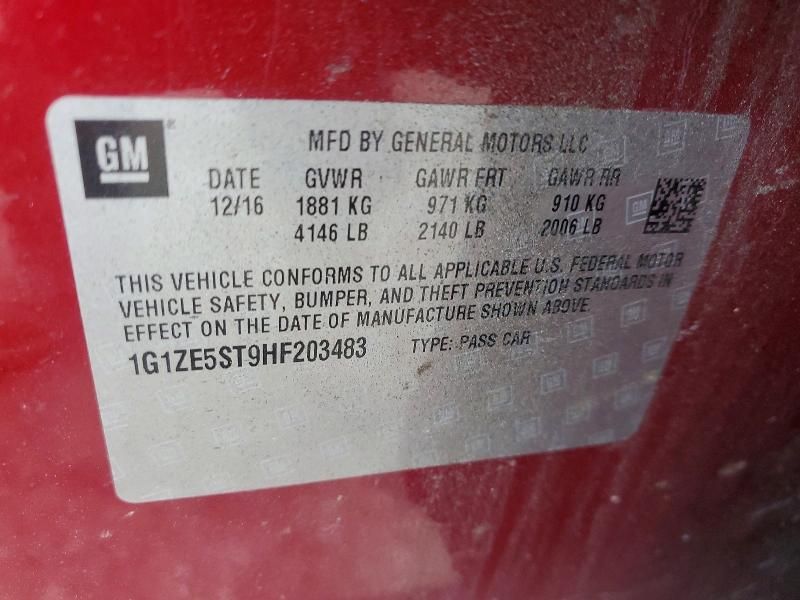 GM
MFD BY GENERAL MOTORS LLC
DATE GVWR GAWR FRT GAWR RR
12/16 1881 KG 971 KG 910 KG
4146 LB 2140 LB 2006 LB
THIS VEHICLE CONFORMS TO ALL APPLICABLE U.S. FEDERAL MOTOR
VEHICLE SAFETY, BUMPER, AND THEFT PREVENTION STANDARDS IN
EFFECT ON THE DATE OF MANUFACTURE SHOWN ABOVE.
1G1ZE5ST9HF203483 TYPE: PASS CAR